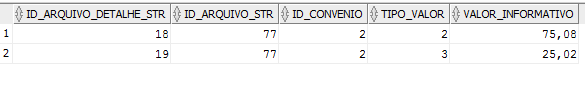 ID_ARQUIVO_DETALHE_STR ID_ARQUIVO_STR ID_CONVENIO TIPO_VALOR VALOR_INFORMATIVO
1 18 77 2 2 75,08
2 19 77 2 3 25,02